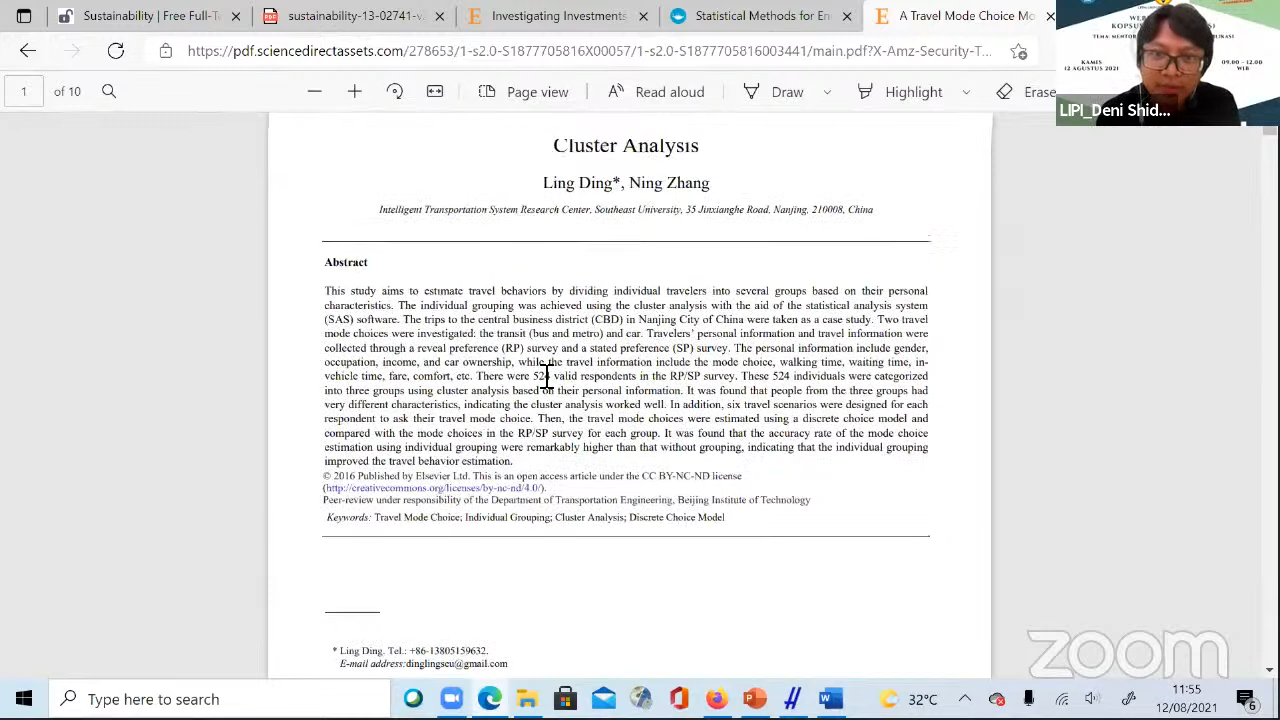 Sustainability | Free Full-Te
sustainability-15-02
Investigating the Influenc
Mixed Methods for En
A Travel Mode Choice Mo
https://pdf.sciencedirectassets.com
1-s2.0-S1877705816003441/main.pdf?X-Amz-Security-T...
1 of 10
Page view
Read aloud
Draw
Highlight
Erase
KAMIS
12 AGUSTUS 2021
09.00 - 12.00
WIB
LIPI_Deni Shid...
Cluster Analysis
Ling Ding*, Ning Zhang
Intelligent Transportation System Research Center, Southeast University, 35 Jinxianghe Road, Nanjing, 210008, China
Abstract
This study aims to estimate travel behaviors by dividing individual travelers into several groups based on their personal
characteristics. The individual grouping was achieved using the cluster analysis with the aid of the statistical analysis system
(SAS) software. The trips to the central business district (CBD) in Nanjing City of China were taken as a case study. Two travel
mode choices were investigated: the transit (bus and metro) and car. Travelers' personal information and travel information were
collected through a reveal preference (RP) survey and a stated preference (SP) survey. The personal information include gender,
occupation, income, and car ownership, while the travel information include the mode choice, walking time, waiting time, in-
vehicle time, fare, comfort, etc. There were 524 valid respondents in the RP/SP survey. These 524 individuals were categorized
into three groups using cluster analysis based on their personal information. It was found that people from the three groups had
very different characteristics, indicating the cluster analysis worked well. In addition, six travel scenarios were designed for each
respondent to ask their travel mode choice. Then, the travel mode choices were estimated using a discrete choice model and
compared with the mode choices in the RP/SP survey for each group. It was found that the accuracy rate of the mode choice
estimation using individual grouping were remarkably higher than that without grouping, indicating that the individual grouping
improved the travel behavior estimation.
© 2016 Published by Elsevier Ltd. This is an open access article under the CC BY-NC-ND license
(http://creativecommons.org/licenses/by-nc-nd/4.0/).
Peer-review under responsibility of the Department of Transportation Engineering, Beijing Institute of Technology
Keywords: Travel Mode Choice; Individual Grouping; Cluster Analysis; Discrete Choice Model
* Ling Ding. Tel.: +86-13805159632.
E-mail address:dinglingseu@gmail.com
zoom
Type here to search
32°C
11:55
12/08/2021
6